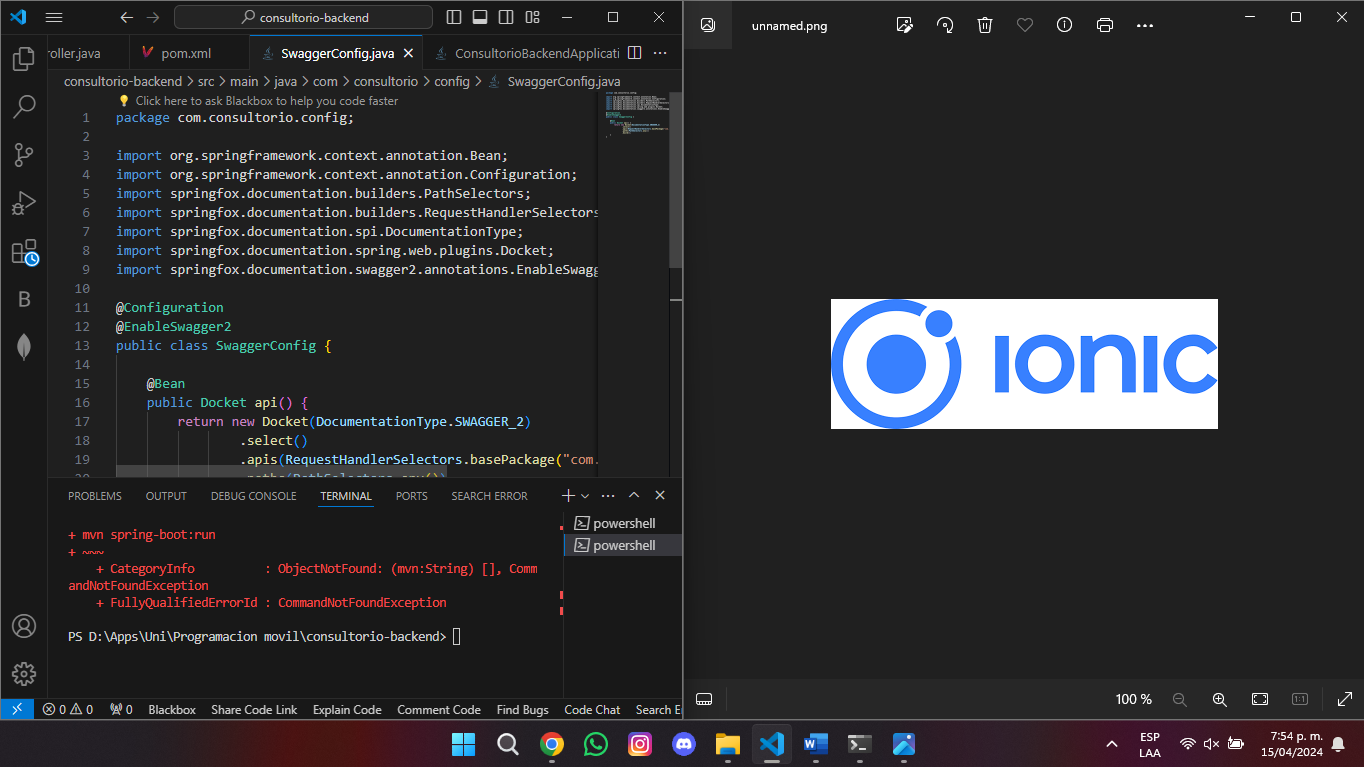 consultorio-backend
oller.java
pom.xml
SwaggerConfig.java
ConsultorioBackendApplicati
consultorio-backend > src > main > java > com > consultorio > config > SwaggerConfig.java
Click here to ask Blackbox to help you code faster
1 package com.consultorio.config;
2
3 import org.springframework.context.annotation.Bean;
4 import org.springframework.context.annotation.Configuration;
5 import springfox.documentation.builders.PathSelectors;
6 import springfox.documentation.builders.RequestHandlerSelectors
7 import springfox.documentation.spi.DocumentationType;
8 import springfox.documentation.spring.web.plugins.Docket;
9 import springfox.documentation.swagger2.annotations.EnableSwagg
10
11 @Configuration
12 @EnableSwagger2
13 public class SwaggerConfig {
14
15 @Bean
16 public Docket api() {
17 return new Docket(DocumentationType.SWAGGER_2)
18 .select()
19 .apis(RequestHandlerSelectors.basePackage("com.
20 .paths(PathSelectors.any())
PROBLEMS OUTPUT DEBUG CONSOLE TERMINAL PORTS SEARCH ERROR
+ mvn spring-boot:run
+ ~~~
+ CategoryInfo : ObjectNotFound: (mvn:String) [], Comm
andNotFoundException
+ FullyQualifiedErrorId : CommandNotFoundException
PS D:\Apps\Uni\Programacion movil\consultorio-backend>
powershell
powershell
0 0 0 Blackbox Share Code Link Explain Code Comment Code Find Bugs Code Chat Search E
B
unnamed.png
IONIC
100 %
1:1
ESP
LAA
7:54 p. m.
15/04/2024